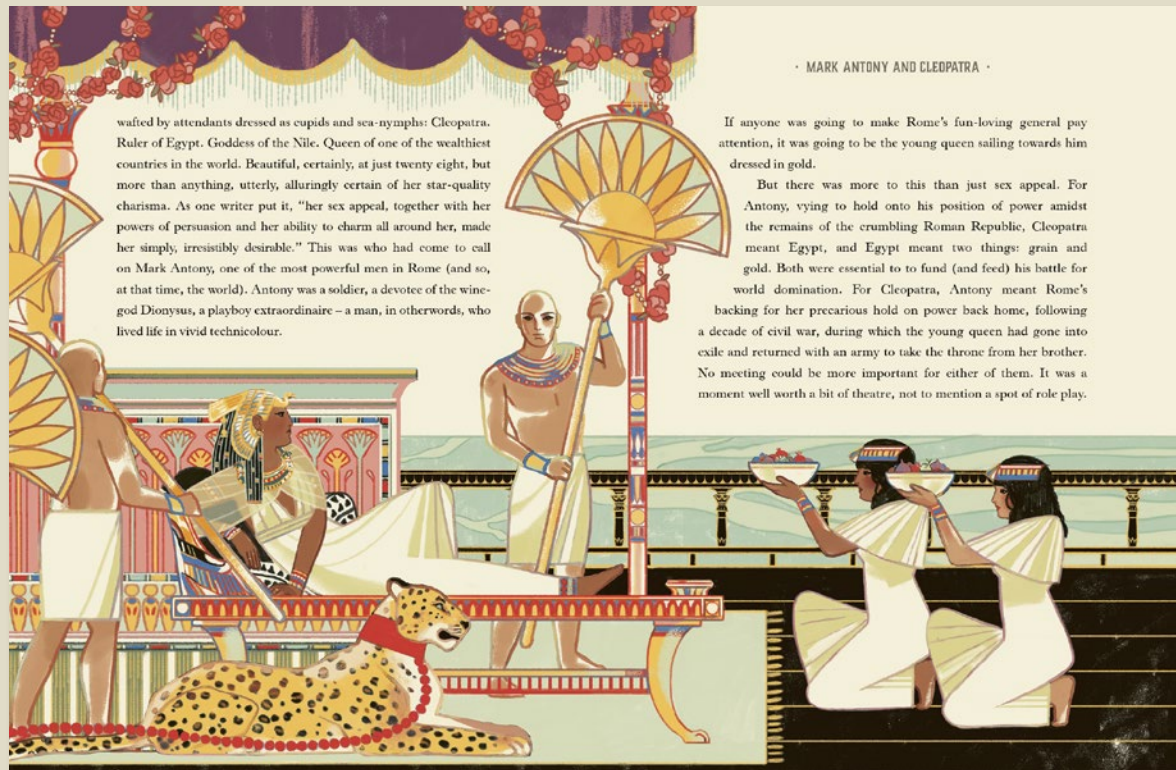 · MARK ANTONY AND CLEOPATRA ·
wafted by attendants dressed as cupids and sea-nymphs: Cleopatra.
Ruler of Egypt. Goddess of the Nile. Queen of one of the wealthiest
countries in the world. Beautiful, certainly, at just twenty eight, but
more than anything, utterly, alluringly certain of her star-quality
charisma. As one writer put it, “her sex appeal, together with her
powers of persuasion and her ability to charm all around her, made
her simply, irresistibly desirable.” This was who had come to call
on Mark Antony, one of the most powerful men in Rome (and so,
at that time, the world). Antony was a soldier, a devotee of the wine-
god Dionysus, a playboy extraordinaire – a man, in otherwords, who
lived life in vivid technicolour.
If anyone was going to make Rome’s fun-loving general pay
attention, it was going to be the young queen sailing towards him
dressed in gold.
But there was more to this than just sex appeal. For
Antony, vying to hold onto his position of power amidst
the remains of the crumbling Roman Republic, Cleopatra
meant Egypt, and Egypt meant two things: grain and
gold. Both were essential to to fund (and feed) his battle for
world domination. For Cleopatra, Antony meant Rome’s
backing for her precarious hold on power back home, following
a decade of civil war, during which the young queen had gone into
exile and returned with an army to take the throne from her brother.
No meeting could be more important for either of them. It was a
moment well worth a bit of theatre, not to mention a spot of role play.